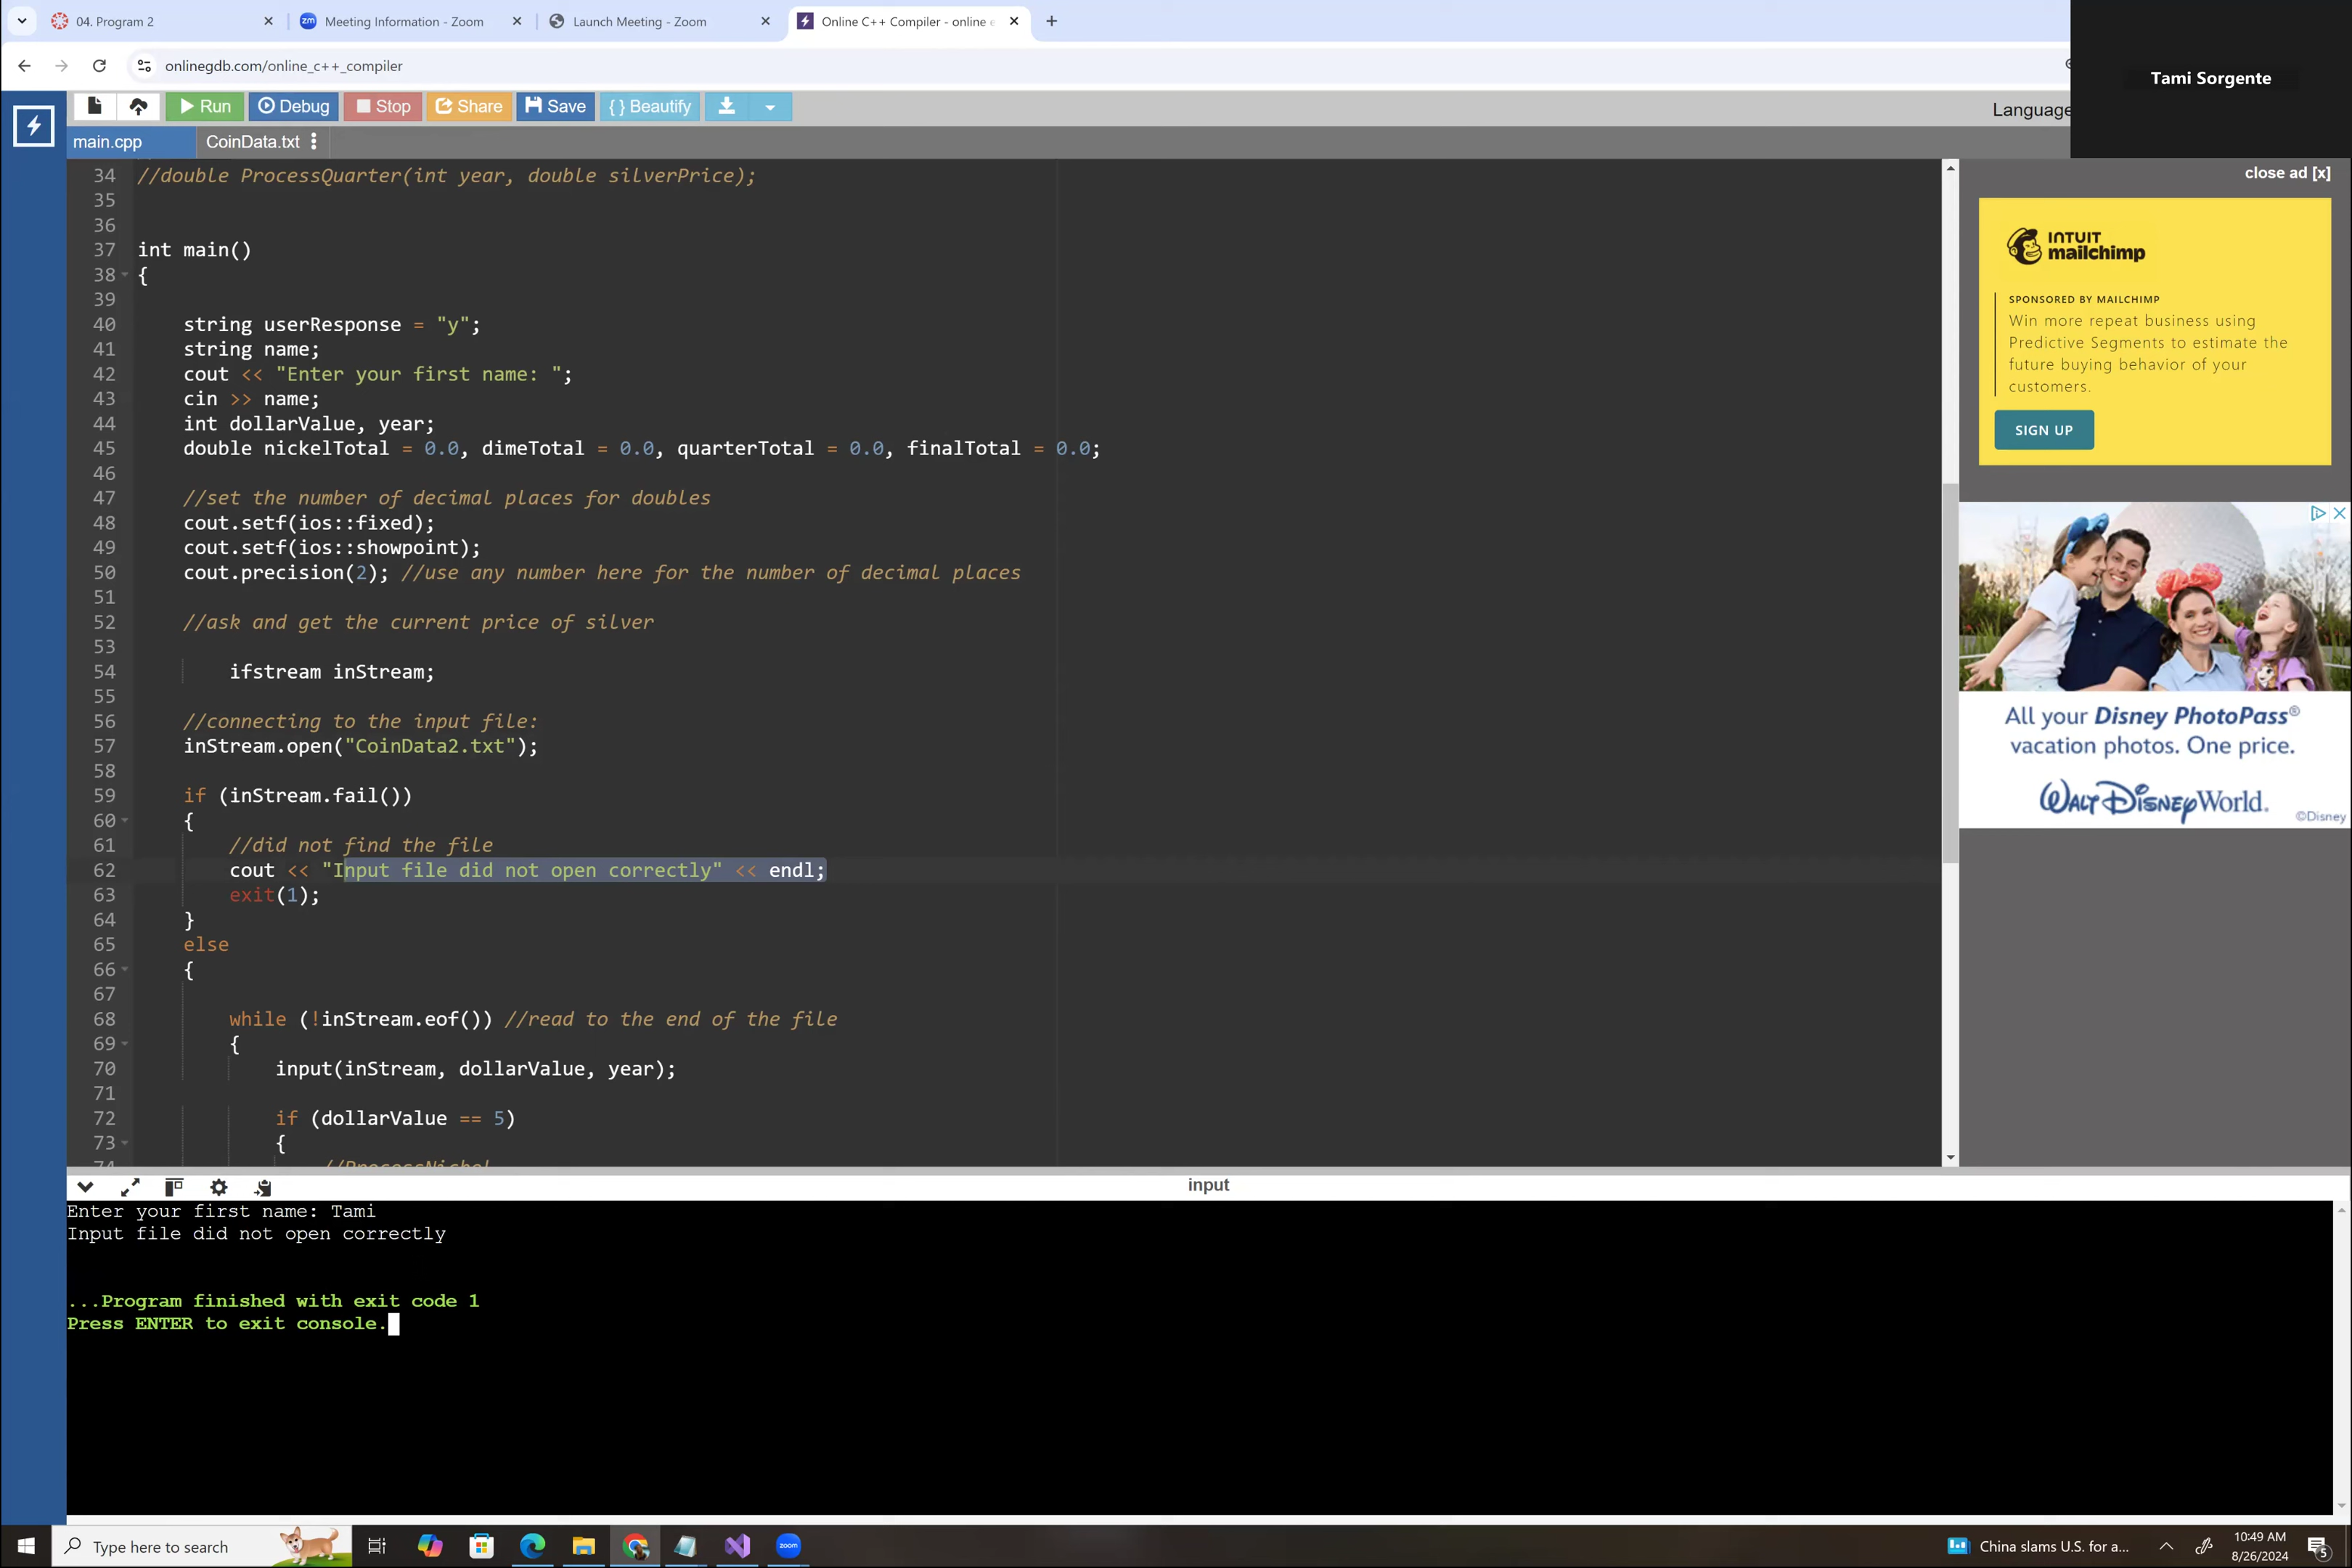 04. Program 2
Meeting Information - Zoom
Launch Meeting - Zoom
Online C++ Compiler - online e
onlinegdb.com/online_c++_compiler
Tami Sorgente
Run
Debug
Stop
Share
Save
{ } Beautify
Language
main.cpp
CoinData.txt
34 //double ProcessQuarter(int year, double silverPrice);
35
36
37 int main()
38 {
39
40 string userResponse = "y";
41 string name;
42 cout << "Enter your first name: ";
43 cin >> name;
44 int dollarValue, year;
45 double nickelTotal = 0.0, dimeTotal = 0.0, quarterTotal = 0.0, finalTotal = 0.0;
46
47 //set the number of decimal places for doubles
48 cout.setf(ios::fixed);
49 cout.setf(ios::showpoint);
50 cout.precision(2); //use any number here for the number of decimal places
51
52 //ask and get the current price of silver
53
54 ifstream inStream;
55
56 //connecting to the input file:
57 inStream.open("CoinData2.txt");
58
59 if (inStream.fail())
60 {
61 //did not find the file
62 cout << "Input file did not open correctly" << endl;
63 exit(1);
64 }
65 else
66 {
67
68 while (!inStream.eof()) //read to the end of the file
69 {
70 input(inStream, dollarValue, year);
71
72 if (dollarValue == 5)
73 {
74
close ad [x]
INTUIT
mailchimp
SPONSORED BY MAILCHIMP
Win more repeat business using
Predictive Segments to estimate the
future buying behavior of your
customers.
SIGN UP
All your Disney PhotoPass®
vacation photos. One price.
WALT DISNEY World.
©Disney
input
Enter your first name: Tami
Input file did not open correctly
...Program finished with exit code 1
Press ENTER to exit console.
Type here to search
zoom
China slams U.S. for a...
10:49 AM
8/26/2024
5